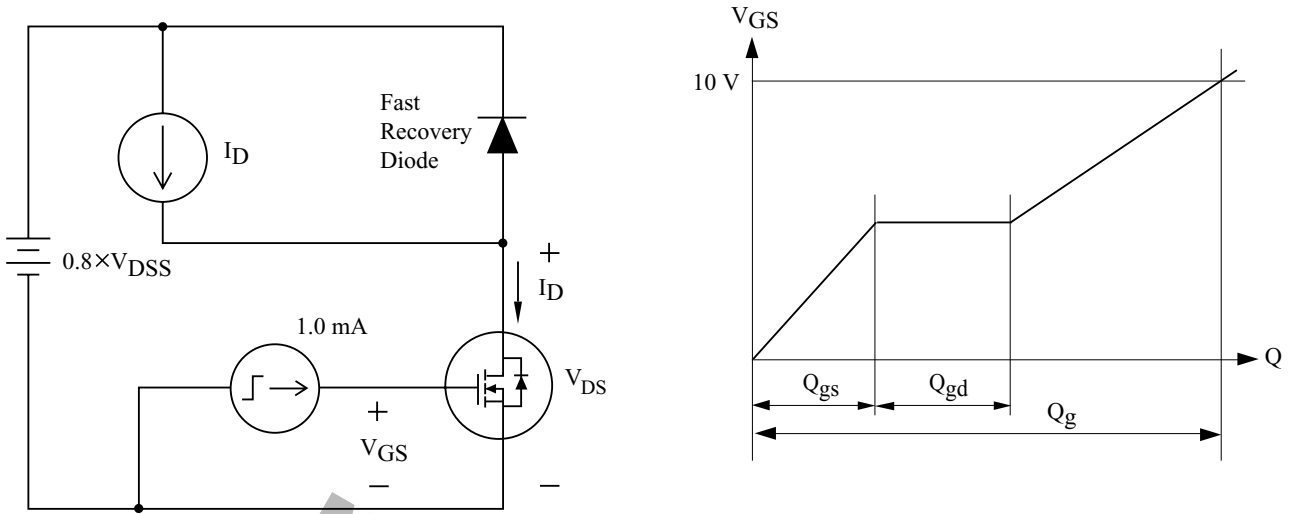 I_D
Fast
Recovery
Diode
0.8×V_DSS
+
I_D
1.0 mA
V_DS
+
V_GS
−
−
V_GS
10 V
Q
Q_gs
Q_gd
Q_g